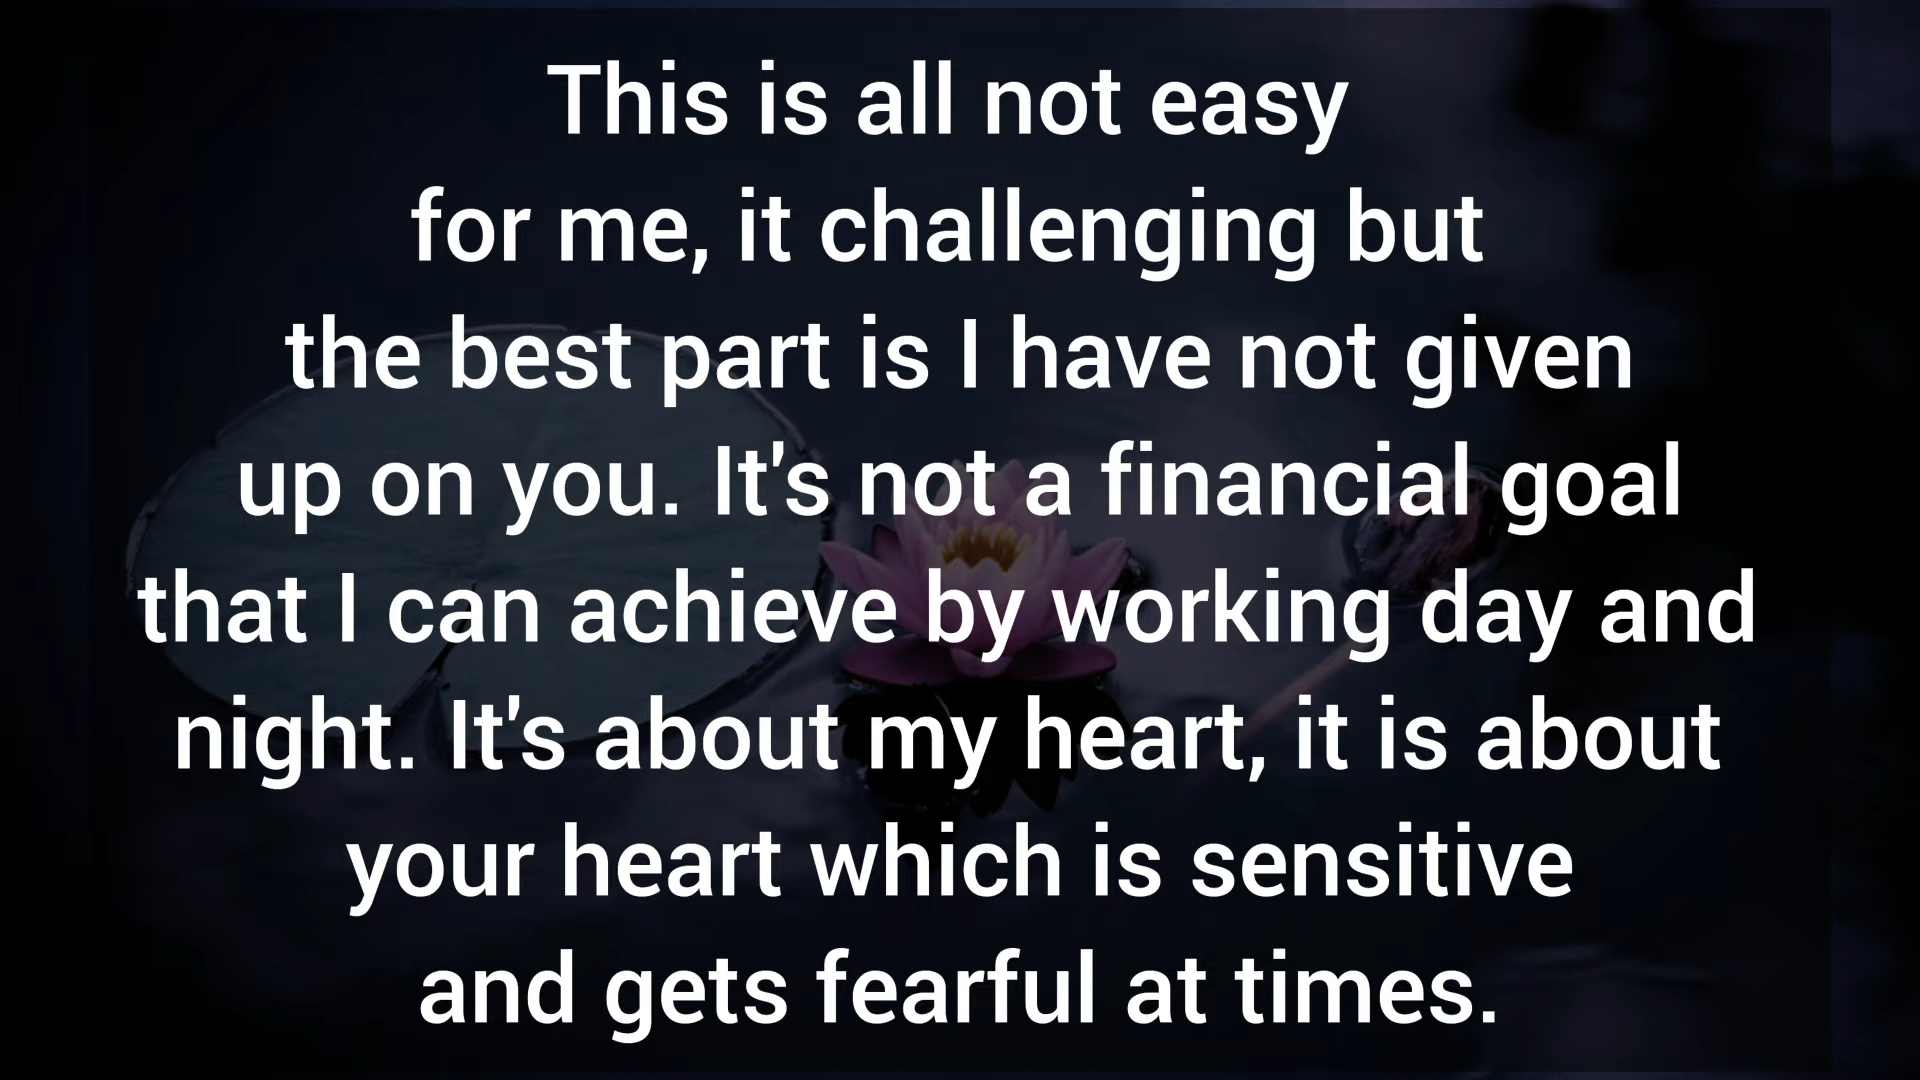 This is all not easy
for me, it challenging but
the best part is I have not given
up on you. It's not a financial goal
that I can achieve by working day and
night. It's about my heart, it is about
your heart which is sensitive
and gets fearful at times.